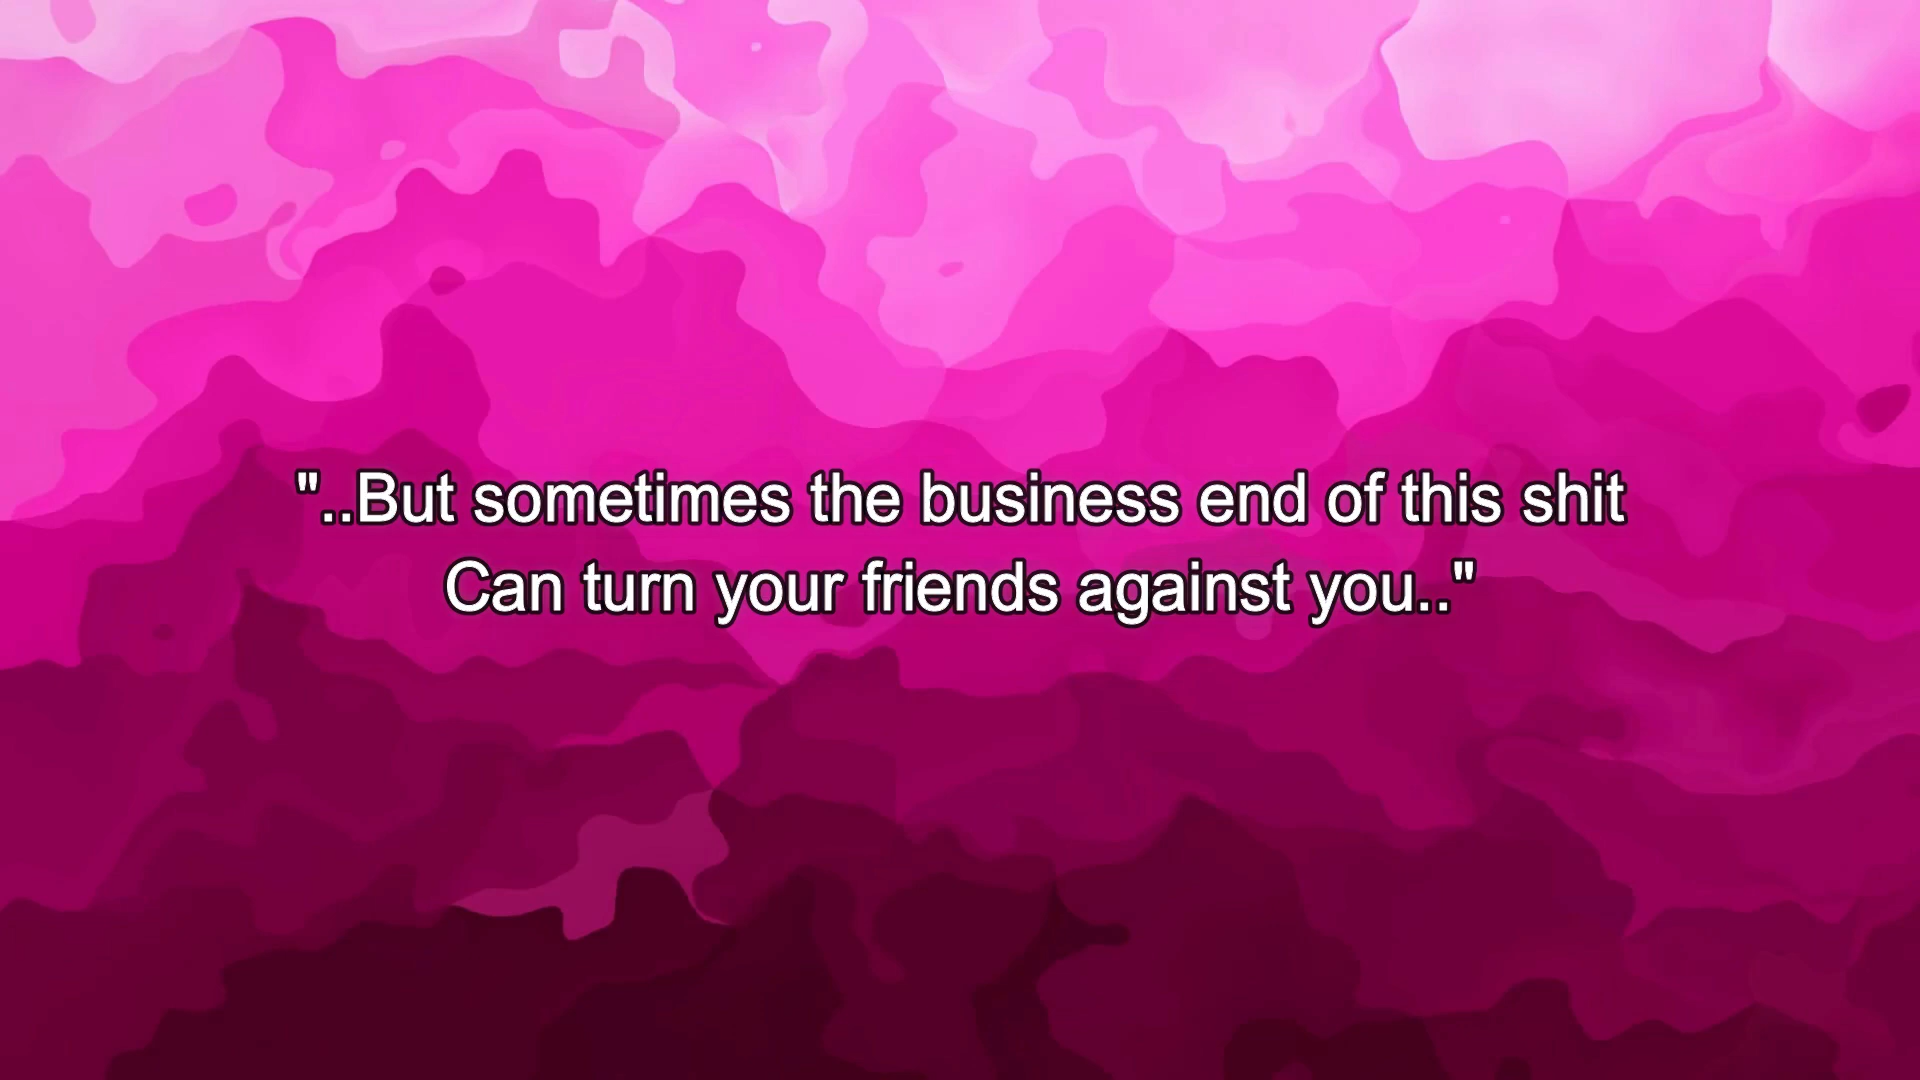 "..But sometimes the business end of this shit
Can turn your friends against you.."